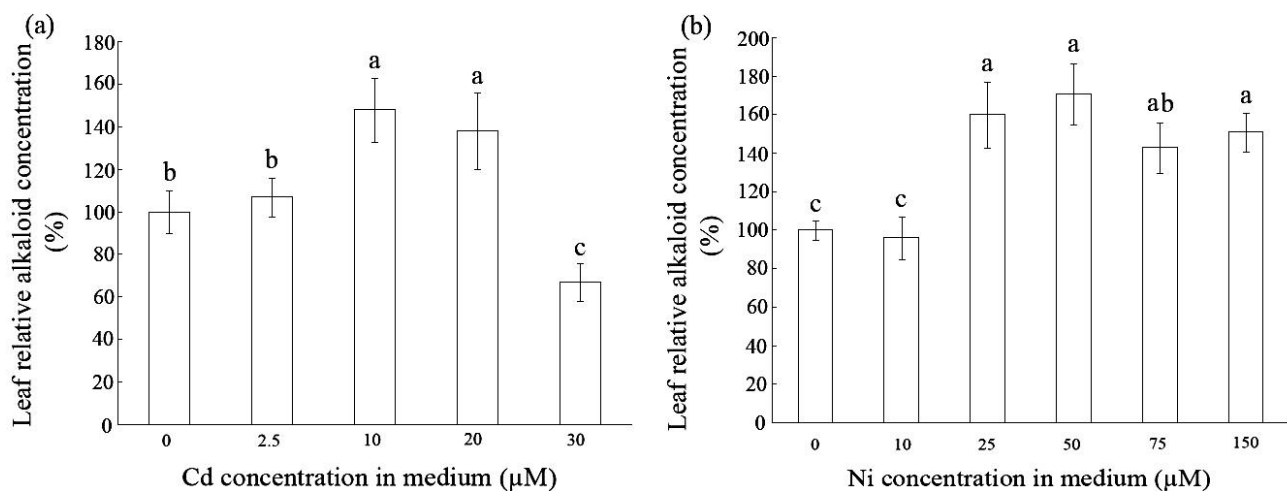 (a)
Leaf relative alkaloid concentration
(%)
180
160
140
120
100
80
60
40
20
0
b
b
a
a
c
0 2.5 10 20 30
Cd concentration in medium (µM)
(b)
Leaf relative alkaloid concentration
(%)
200
180
160
140
120
100
80
60
40
20
0
c
c
a
a
ab
a
0 10 25 50 75 150
Ni concentration in medium (µM)